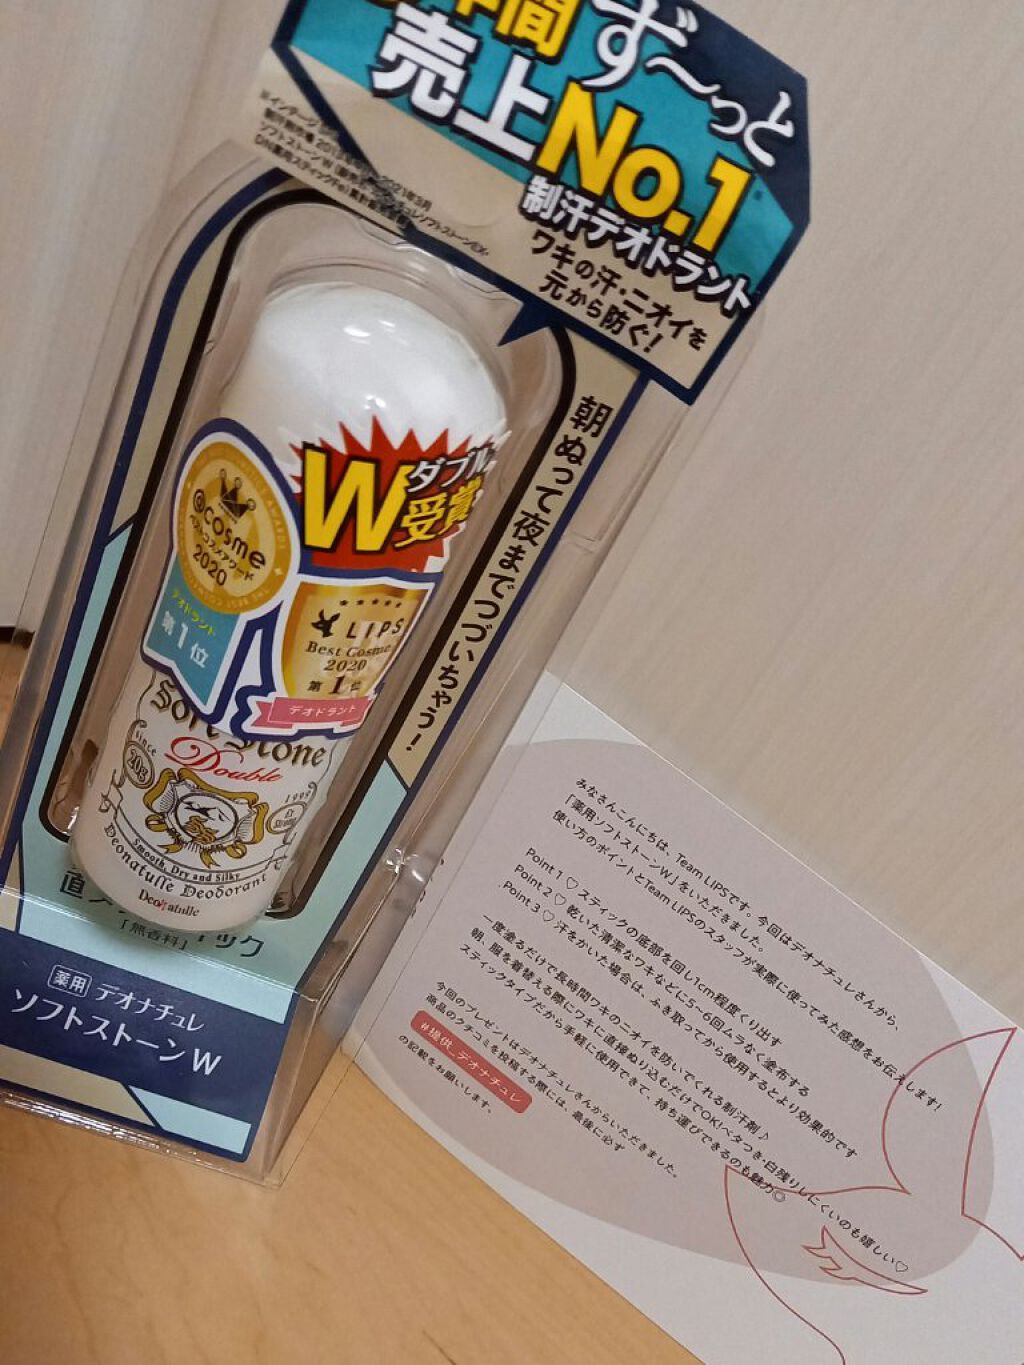 年間
ず〜っと
売上No.1
制汗デオドラント
ワキの汗・ニオイを
元から防ぐ!
朝ぬって夜までつづいちゃう!
W
ダブル
受賞
@cosme
ベストコスメアワード
2020
デオドラント
第1位
LIPS
Best Cosme
2020
第1位
デオドラント
Soft Stone
Double
since
1999
Smooth, Dry and Silky
Deonatulle Deodorant
Deonatulle
直
ック
「無香料」
薬用 デオナチュレ
ソフトストーンW
みなさんこんにちは、Team LIPSです。今回はデオナチュレさんから、
「薬用ソフトストーンW」をいただきました。
使い方のポイントとTeam LIPSのスタッフが実際に使ってみた感想をお伝えします!
Point 1 ♡ スティックの底部を回し1cm程度くり出す
Point 2 ♡ 乾いた清潔なワキなどに5~6回ムラなく塗布する
Point 3 ♡ 汗をかいた場合は、ふき取ってから使用するとより効果的です
一度塗るだけで長時間ワキのニオイを防いでくれる制汗剤♪
朝、服を着替える際にワキに直接ぬり込むだけでOK!ベタつき・白残りしにくいのも嬉しい♡
スティックタイプだから手軽に使用できて、持ち運びできるのも魅力◎
今回のプレゼントはデオナチュレさんからいただきました。
商品のクチコミを投稿する際には、最後に必ず
#提供_デオナチュレ
の記載をお願いします。